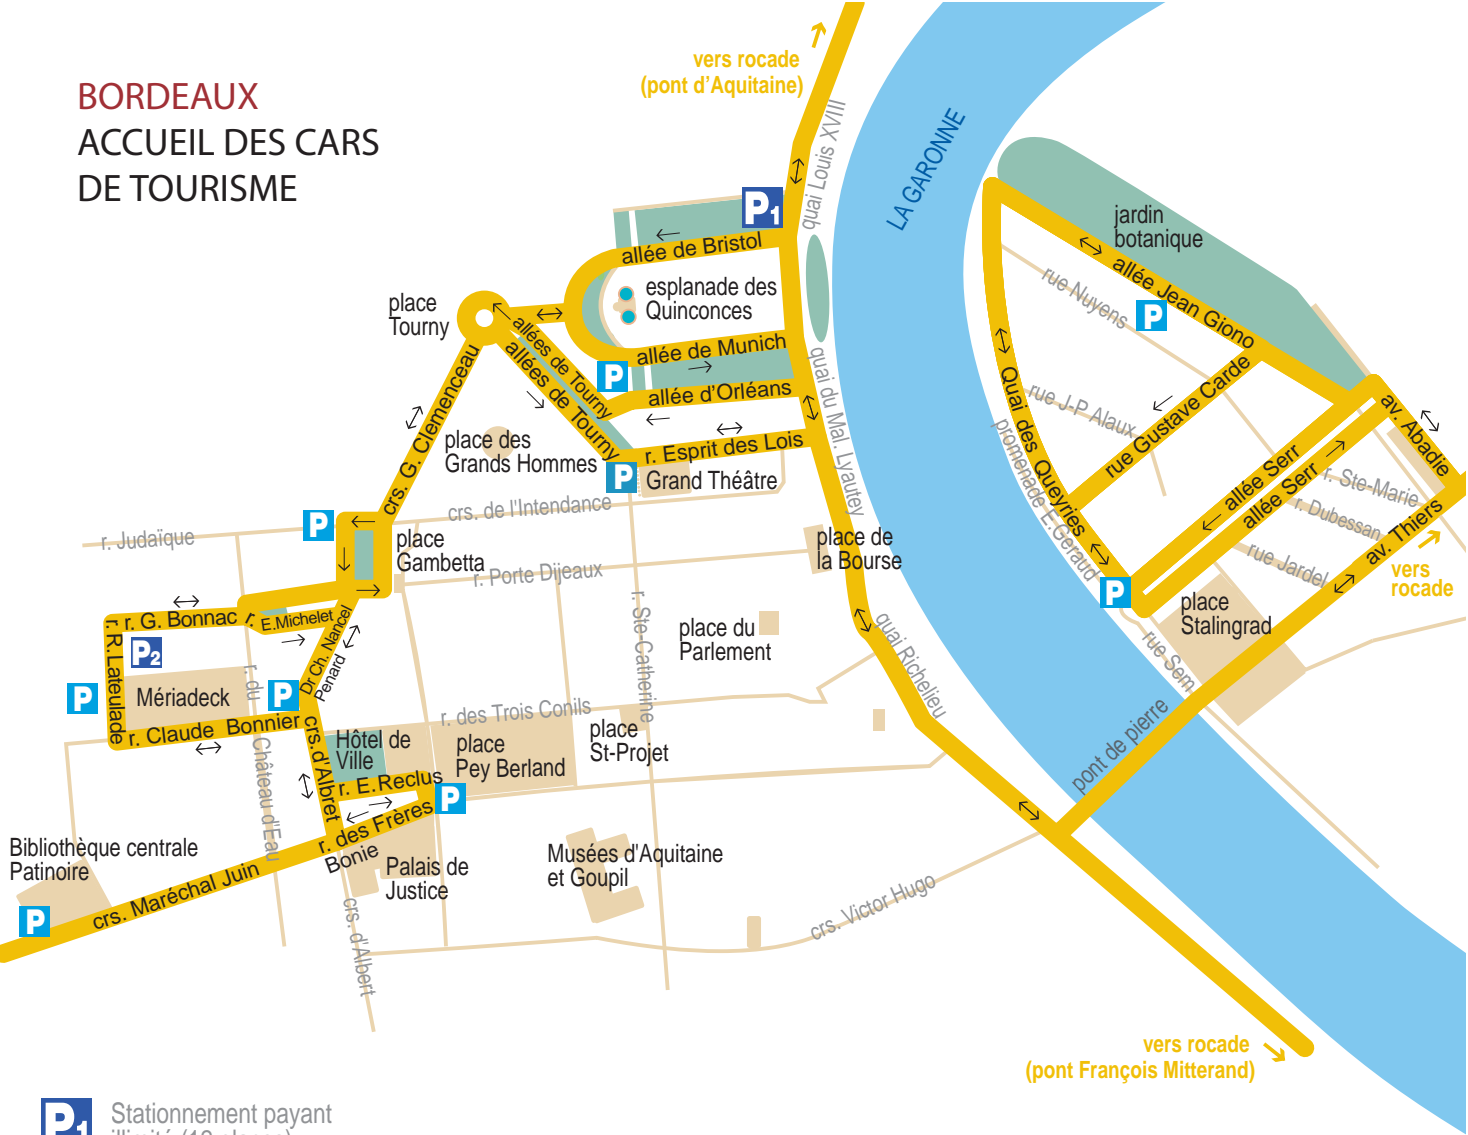 BORDEAUX
ACCUEIL DES CARS
DE TOURISME
vers rocade
(pont d'Aquitaine)
quai Louis XVIII
LA GARONNE
P1
allée de Bristol
esplanade des
Quinconces
place
Tourny
allées de Tourny
allées de Tourny
allée de Munich
P
allée d'Orléans
r. Esprit des Lois
quai du Mal. Lyautey
crs. G. Clemenceau
place des
Grands Hommes
P
Grand Théâtre
crs. de l'Intendance
jardin
botanique
allée Jean Giono
rue Nuyens
P
rue J-P Alaux
rue Gustave Carde
Quai des Queyries
promenade E.Geraud
allée Serr
allée Serr
av. Abadie
r. Ste-Marie
r. Dubessan
rue Jardel
av. Thiers
vers
rocade
P
place
Stalingrad
rue Sem
pont de pierre
P
r. Judaïque
place
Gambetta
r. Porte Dijeaux
place de
la Bourse
r. G. Bonnac
r. E.Michelet
r. R. Lateulade
P2
P
Mériadeck
P
Dr Ch. Nancel
Penard
r. du
Château d'Eau
r. Claude Bonnier
crs. d'Albret
r. Ste-Catherine
place du
Parlement
quai Richelieu
r. des Trois Conils
place
St-Projet
Hôtel de
Ville
place
Pey Berland
r. E.Reclus
P
r. des Frères
Bonie
Palais de
Justice
Musées d'Aquitaine
et Goupil
Bibliothèque centrale
Patinoire
P
crs. Maréchal Juin
crs. d'Albert
crs. Victor Hugo
vers rocade
(pont François Mitterand)
P1
Stationnement payant